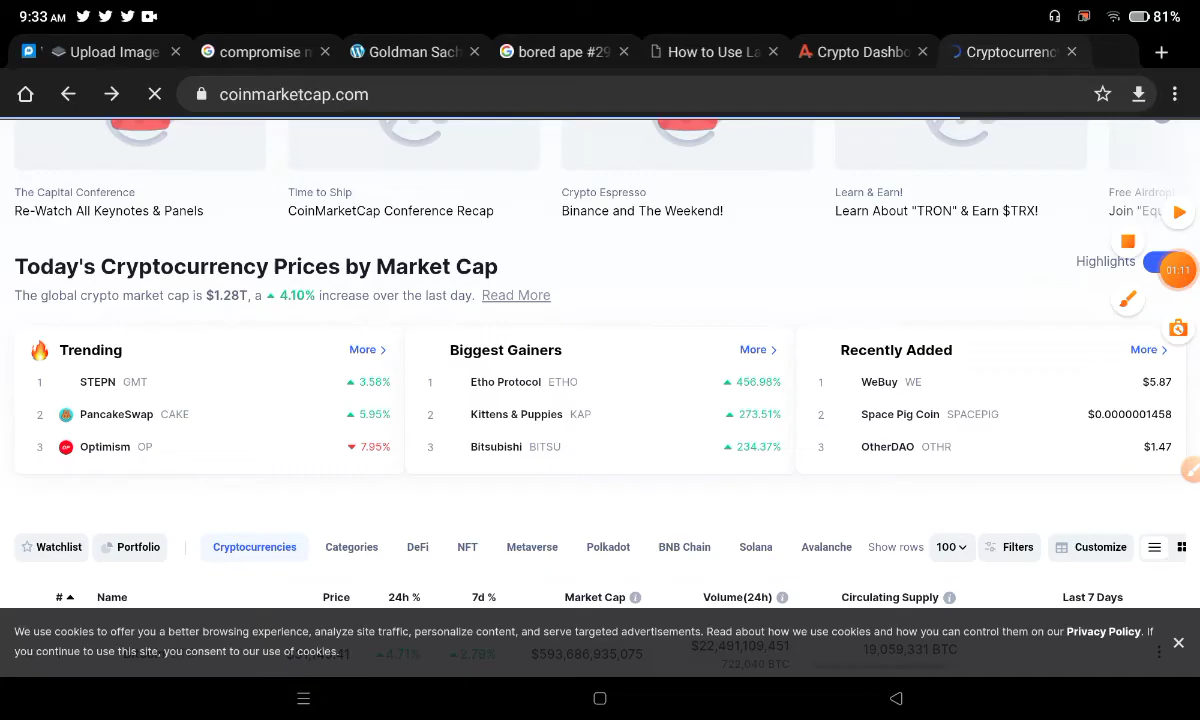 9:33 AM
81%
Upload Image
compromise
Goldman Sach
bored ape #29
How to Use La
Crypto Dashbo
Cryptocurrenc
coinmarketcap.com
The Capital Conference
Time to Ship
Crypto Espresso
Learn & Earn!
Free Airdrop
Re-Watch All Keynotes & Panels
CoinMarketCap Conference Recap
Binance and The Weekend!
Learn About "TRON" & Earn $TRX!
Join "Equ
Today's Cryptocurrency Prices by Market Cap
Highlights
01:11
The global crypto market cap is $1.28T, a 4.10% increase over the last day. Read More
Trending
More
1 STEPN GMT 3.58%
2 PancakeSwap CAKE 5.95%
3 Optimism OP 7.95%
Biggest Gainers
More
1 Etho Protocol ETHO 456.98%
2 Kittens & Puppies KAP 273.51%
3 Bitsubishi BITSU 234.37%
Recently Added
More
1 WeBuy WE $5.87
2 Space Pig Coin SPACEPIG $0.0000001458
3 OtherDAO OTHR $1.47
Watchlist Portfolio Cryptocurrencies Categories DeFi NFT Metaverse Polkadot BNB Chain Solana Avalanche Show rows 100 Filters Customize
# Name Price 24h % 7d % Market Cap Volume(24h) Circulating Supply Last 7 Days
We use cookies to offer you a better browsing experience, analyze site traffic, personalize content, and serve targeted advertisements. Read about how we use cookies and how you can control them on our Privacy Policy. If
you continue to use this site, you consent to our use of cookies.
4.71% 2.79% $593,686,935,075 $22,491,109,451 19,059,331 BTC
722,040 BTC